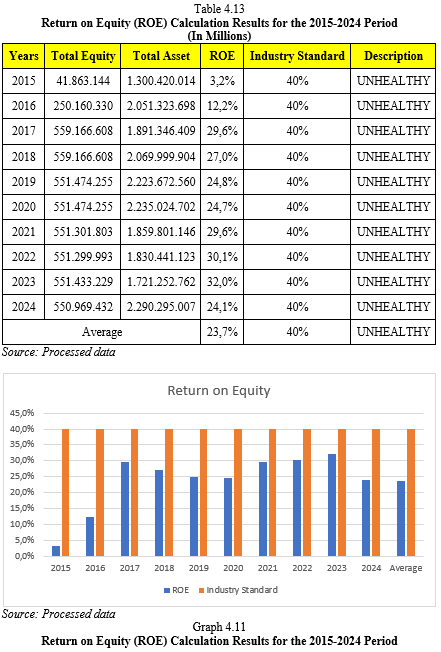 Table 4.13
Return on Equity (ROE) Calculation Results for the 2015-2024 Period
(In Millions)
Years Total Equity Total Asset ROE Industry Standard Description
2015 41.863.144 1.300.420.014 3,2% 40% UNHEALTHY
2016 250.160.330 2.051.323.698 12,2% 40% UNHEALTHY
2017 559.166.608 1.891.346.409 29,6% 40% UNHEALTHY
2018 559.166.608 2.069.999.904 27,0% 40% UNHEALTHY
2019 551.474.255 2.223.672.560 24,8% 40% UNHEALTHY
2020 551.474.255 2.235.024.702 24,7% 40% UNHEALTHY
2021 551.301.803 1.859.801.146 29,6% 40% UNHEALTHY
2022 551.299.993 1.830.441.123 30,1% 40% UNHEALTHY
2023 551.433.229 1.721.252.762 32,0% 40% UNHEALTHY
2024 550.969.432 2.290.295.007 24,1% 40% UNHEALTHY
Average 23,7% 40% UNHEALTHY
Source: Processed data
Return on Equity
45,0%
40,0%
35,0%
30,0%
25,0%
20,0%
15,0%
10,0%
5,0%
0,0%
2015 2016 2017 2018 2019 2020 2021 2022 2023 2024 Average
ROE Industry Standard
Source: Processed data
Graph 4.11
Return on Equity (ROE) Calculation Results for the 2015-2024 Period